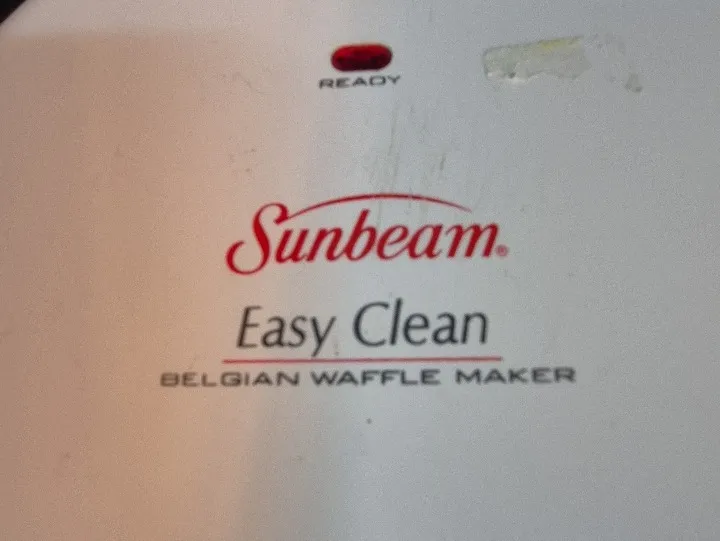 READY
Sunbeam®
Easy Clean
BELGIAN WAFFLE MAKER